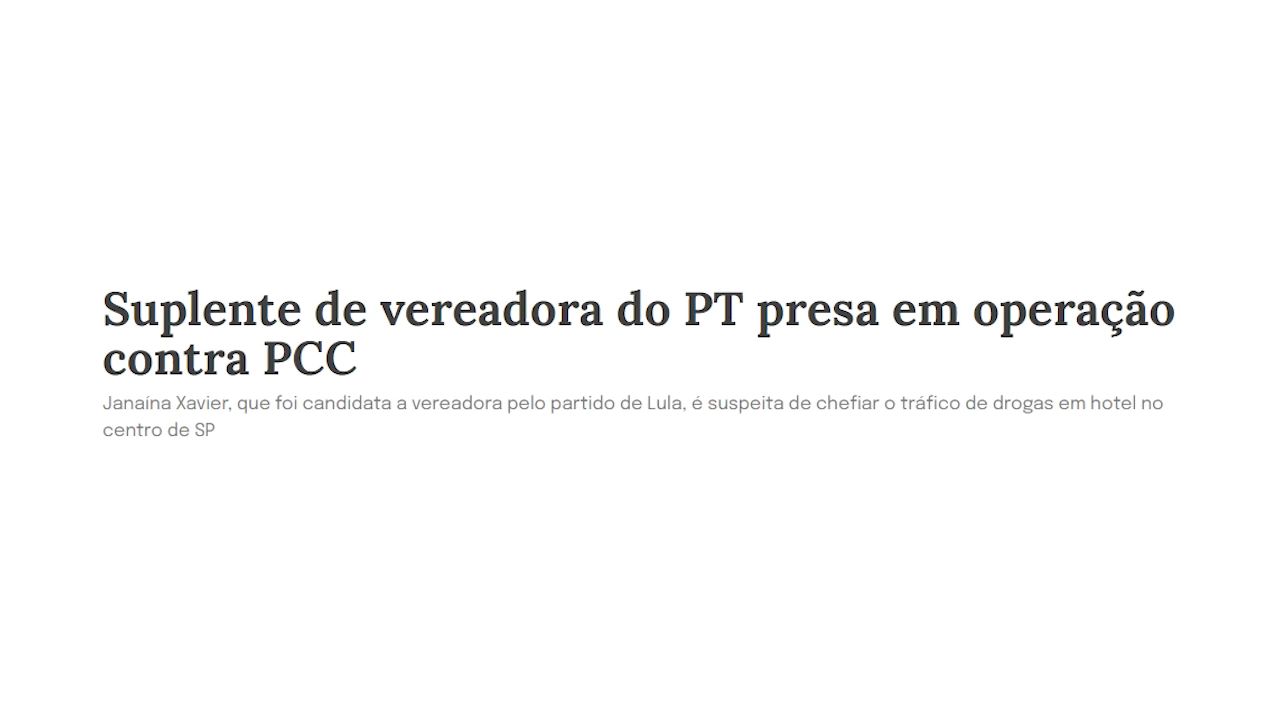 Suplente de vereadora do PT presa em operação
contra PCC
Janaína Xavier, que foi candidata a vereadora pelo partido de Lula, é suspeita de chefiar o tráfico de drogas em hotel no
centro de SP